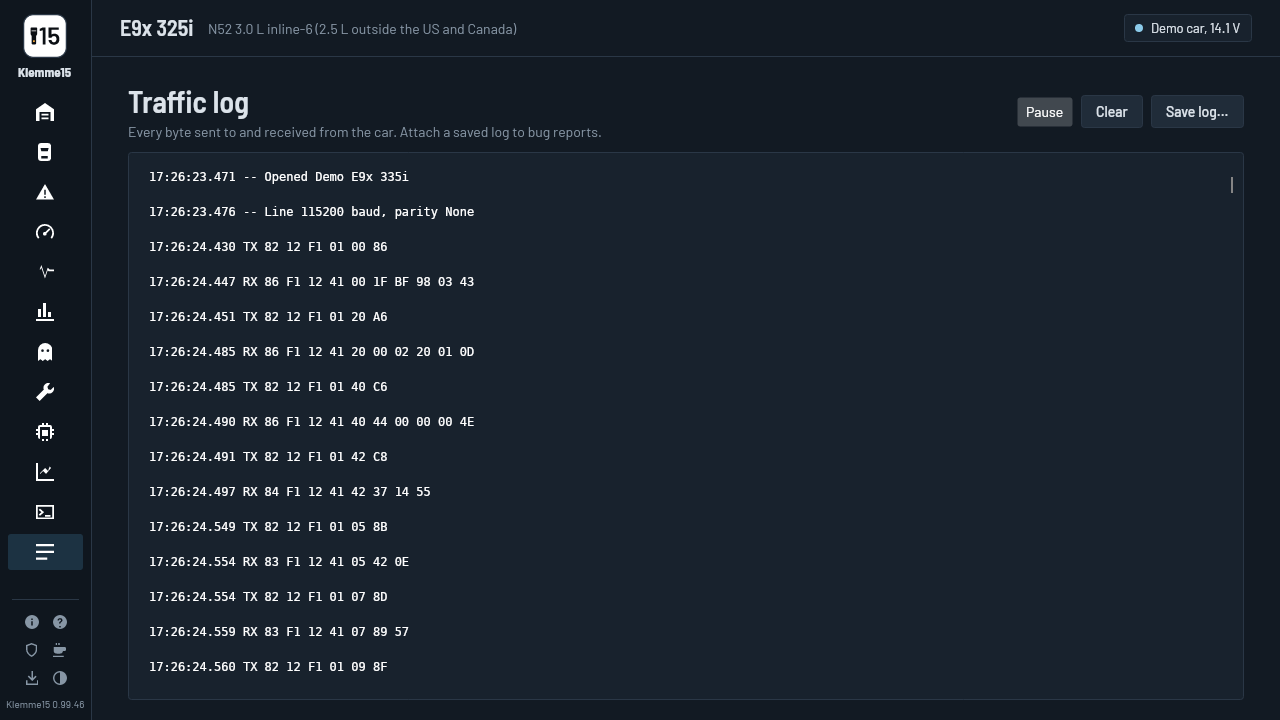 15
Klemme15
E9x 325i
N52 3.0 L inline-6 (2.5 L outside the US and Canada)
Demo car, 14.1 V
Traffic log
Every byte sent to and received from the car. Attach a saved log to bug reports.
Pause
Clear
Save log...
17:26:23.471 -- Opened Demo E9x 335i
17:26:23.476 -- Line 115200 baud, parity None
17:26:24.430 TX 82 12 F1 01 00 86
17:26:24.447 RX 86 F1 12 41 00 1F BF 98 03 43
17:26:24.451 TX 82 12 F1 01 20 A6
17:26:24.485 RX 86 F1 12 41 20 00 02 20 01 0D
17:26:24.485 TX 82 12 F1 01 40 C6
17:26:24.490 RX 86 F1 12 41 40 44 00 00 00 4E
17:26:24.491 TX 82 12 F1 01 42 C8
17:26:24.497 RX 84 F1 12 41 42 37 14 55
17:26:24.549 TX 82 12 F1 01 05 8B
17:26:24.554 RX 83 F1 12 41 05 42 0E
17:26:24.554 TX 82 12 F1 01 07 8D
17:26:24.559 RX 83 F1 12 41 07 89 57
17:26:24.560 TX 82 12 F1 01 09 8F
Klemme15 0.99.46